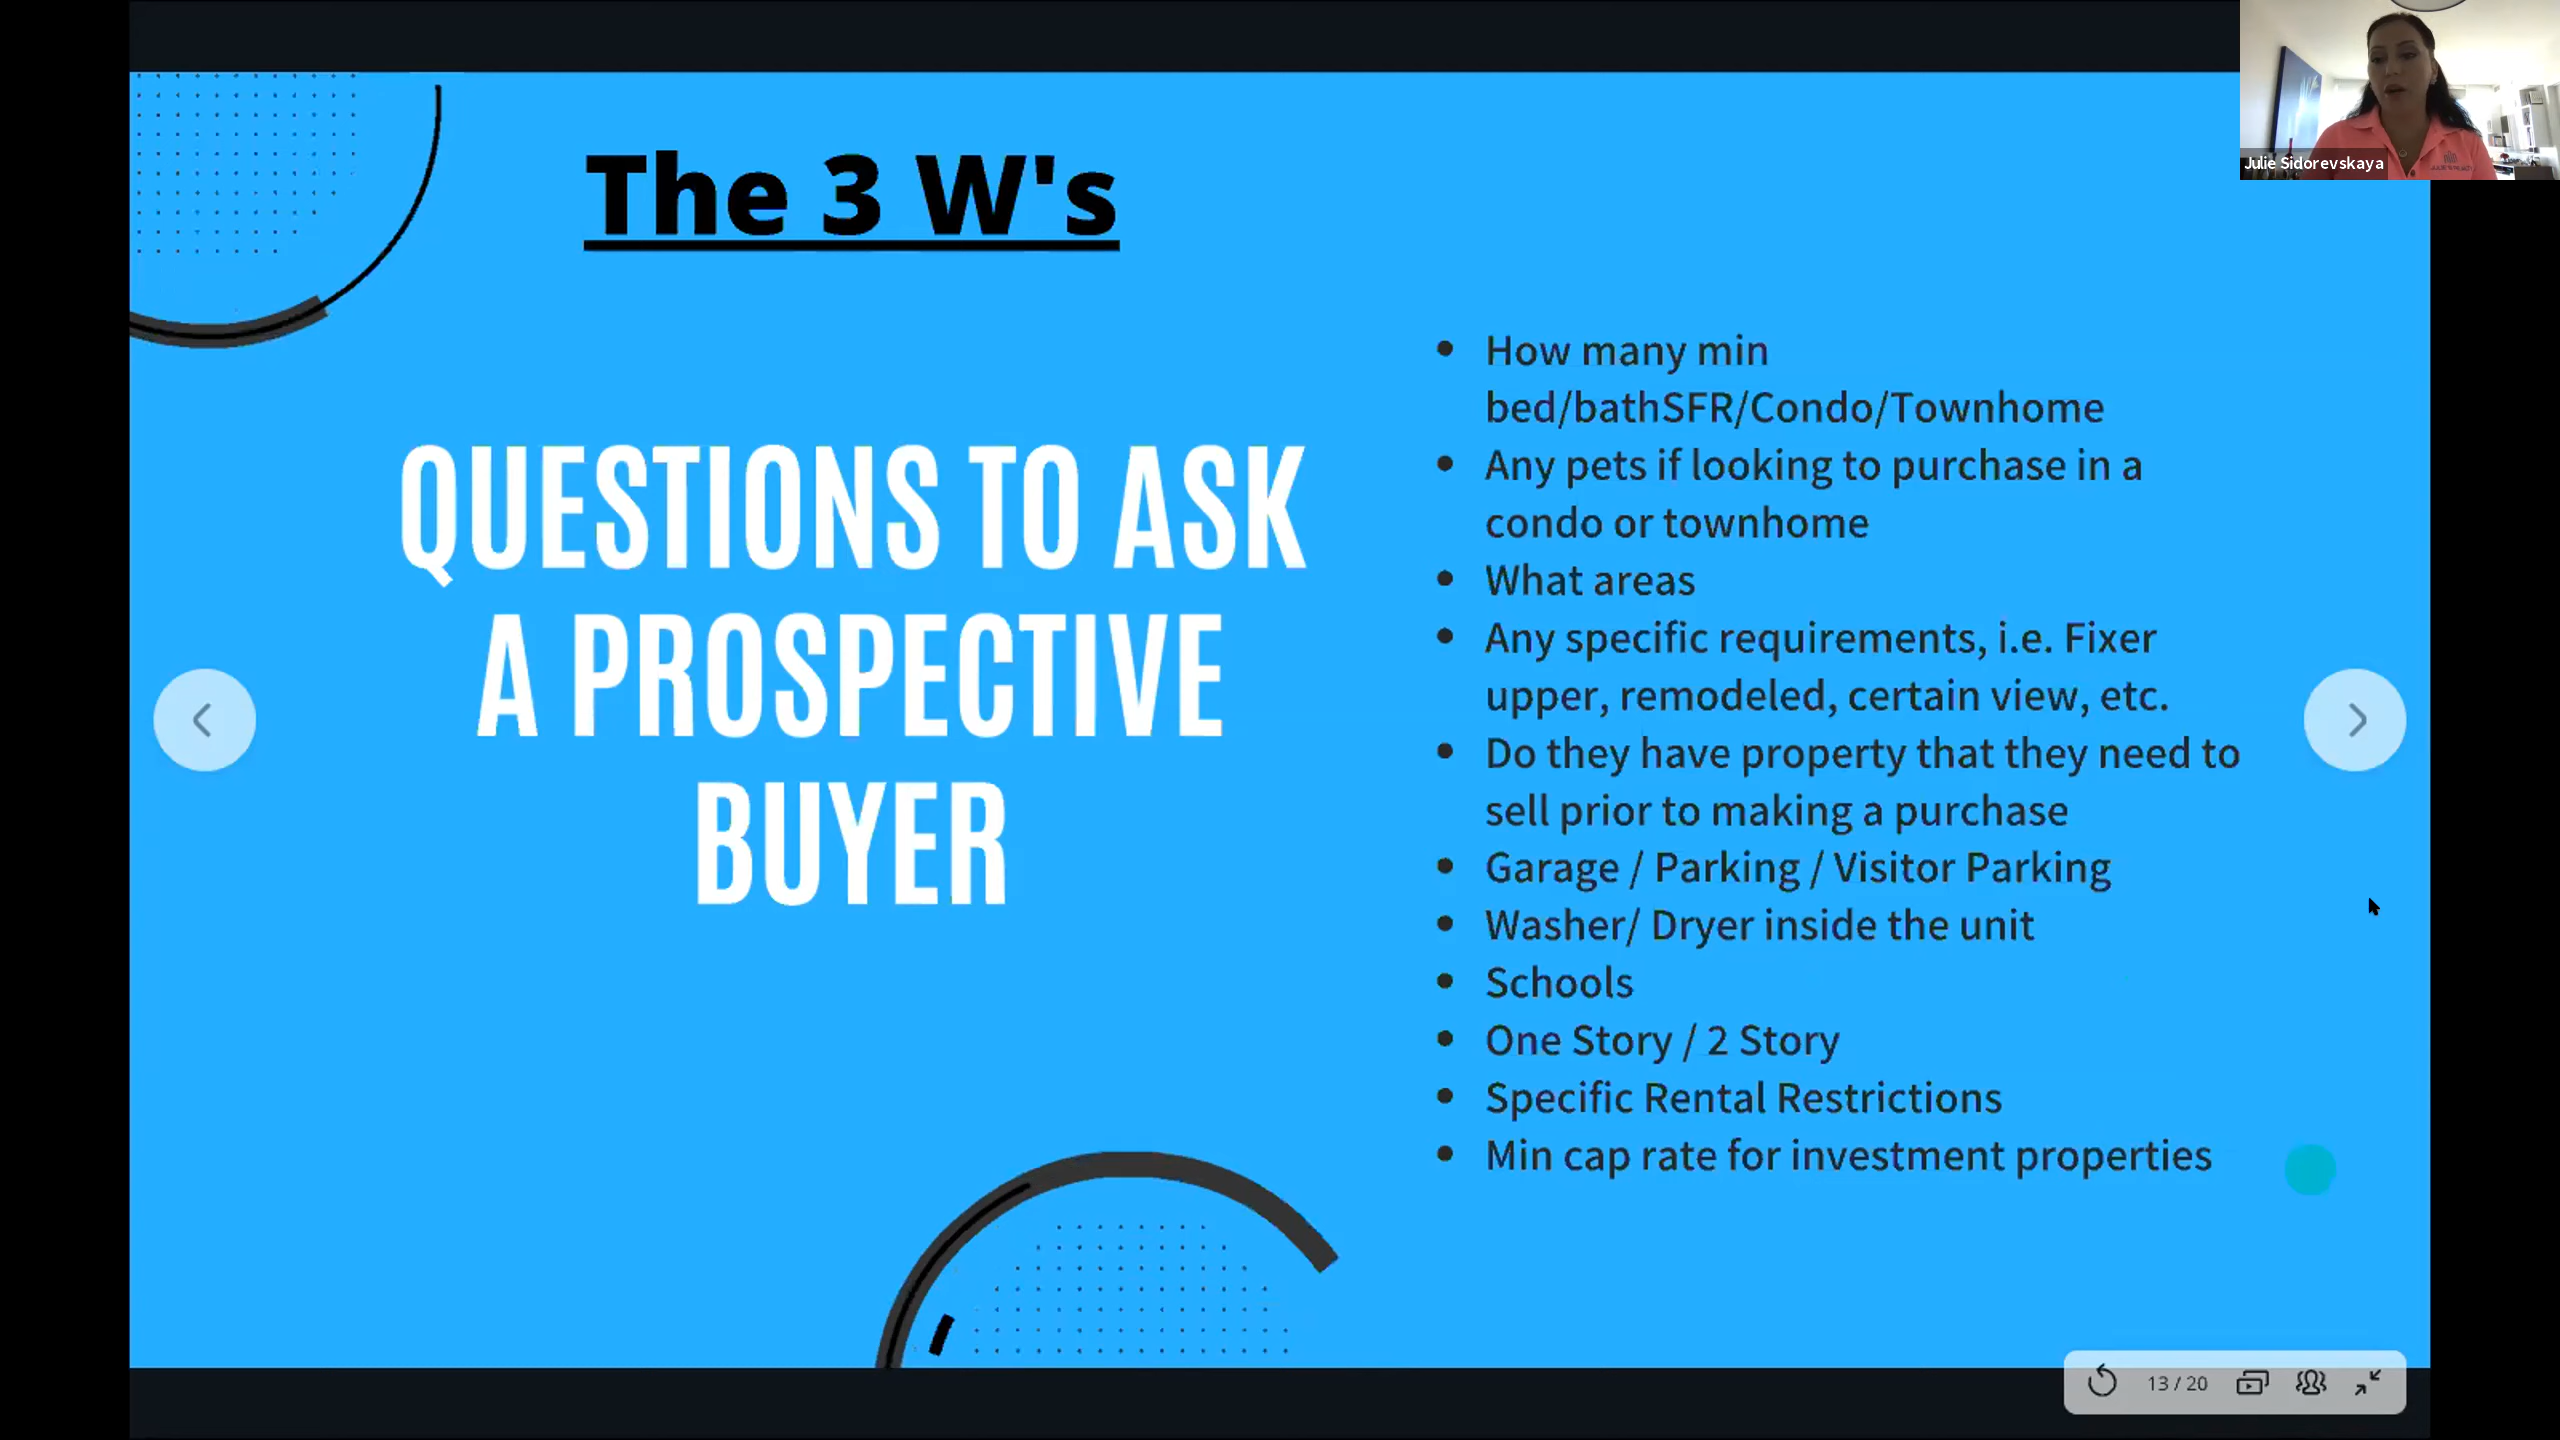 Julie Sidorevskaya
The 3 W's
QUESTIONS TO ASK
A PROSPECTIVE
BUYER
• How many min
bed/bathSFR/Condo/Townhome
• Any pets if looking to purchase in a
condo or townhome
• What areas
• Any specific requirements, i.e. Fixer
upper, remodeled, certain view, etc.
• Do they have property that they need to
sell prior to making a purchase
• Garage / Parking / Visitor Parking
• Washer/ Dryer inside the unit
• Schools
• One Story / 2 Story
• Specific Rental Restrictions
• Min cap rate for investment properties
13 / 20